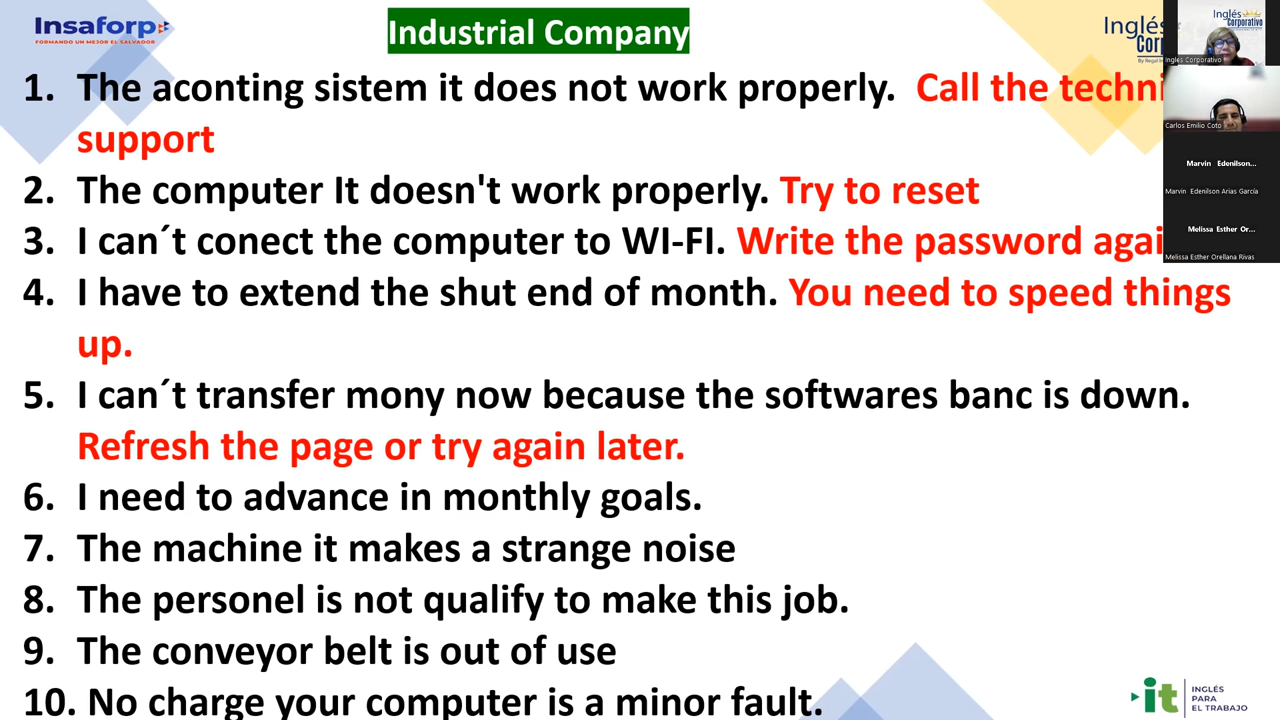 Insaforp
FORMANDO UN MEJOR EL SALVADOR
Industrial Company
Inglés
Corp
Inglés
Corporativo
Inglés Corporativo
Carlos Emilio Coto
Marvin Edenilson...
Marvin Edenilson Arias García
Melissa Esther Or...
Melissa Esther Orellana Rivas
1. The aconting sistem it does not work properly. Call the techni
support
2. The computer It doesn't work properly. Try to reset
3. I can´t conect the computer to WI-FI. Write the password agai
4. I have to extend the shut end of month. You need to speed things
up.
5. I can´t transfer mony now because the softwares banc is down.
Refresh the page or try again later.
6. I need to advance in monthly goals.
7. The machine it makes a strange noise
8. The personel is not qualify to make this job.
9. The conveyor belt is out of use
10. No charge your computer is a minor fault.
it
INGLÉS
PARA
EL TRABAJO